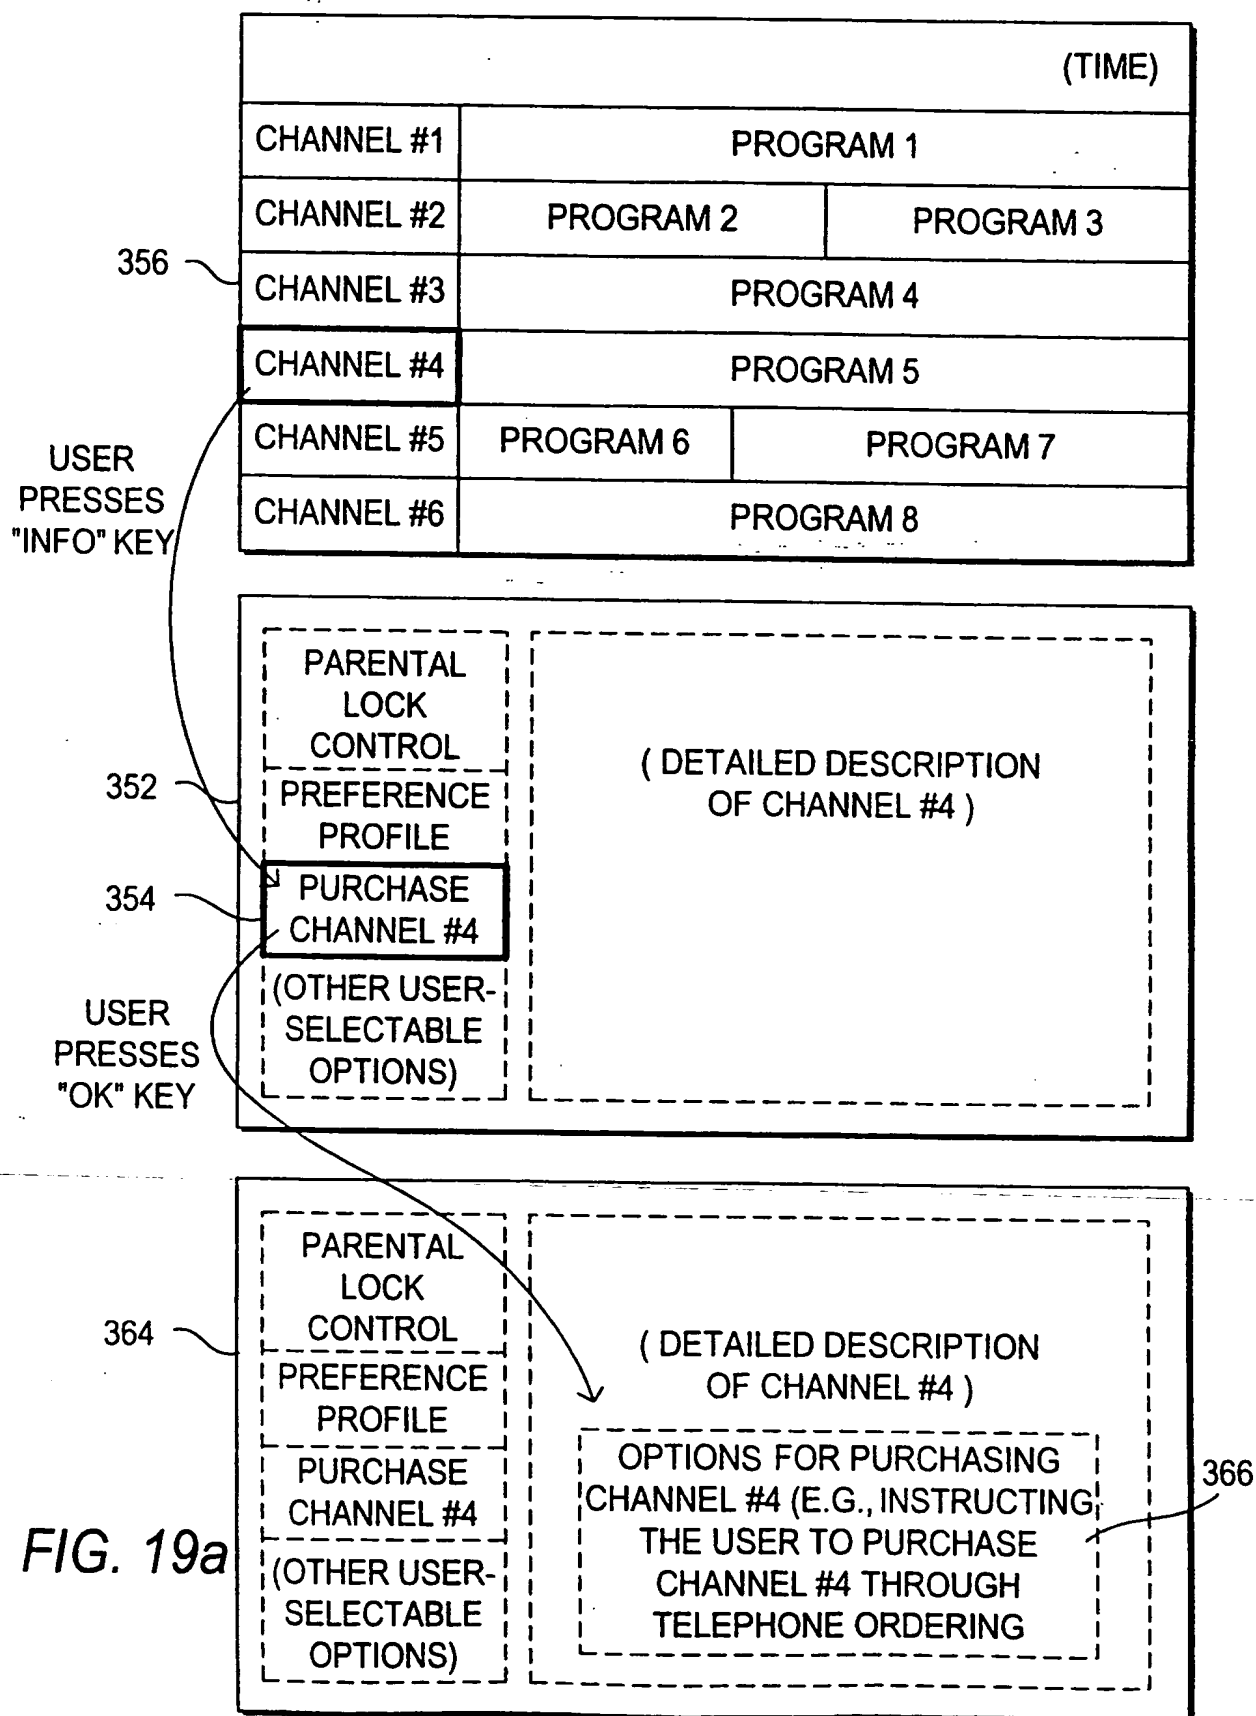 (TIME)
CHANNEL #1 PROGRAM 1
CHANNEL #2 PROGRAM 2 PROGRAM 3
356
CHANNEL #3 PROGRAM 4
CHANNEL #4 PROGRAM 5
CHANNEL #5 PROGRAM 6 PROGRAM 7
CHANNEL #6 PROGRAM 8
USER
PRESSES
"INFO" KEY
352
PARENTAL
LOCK
CONTROL
PREFERENCE
PROFILE
354
PURCHASE
CHANNEL #4
(OTHER USER-
SELECTABLE
OPTIONS)
( DETAILED DESCRIPTION
OF CHANNEL #4 )
USER
PRESSES
"OK" KEY
364
PARENTAL
LOCK
CONTROL
PREFERENCE
PROFILE
PURCHASE
CHANNEL #4
(OTHER USER-
SELECTABLE
OPTIONS)
( DETAILED DESCRIPTION
OF CHANNEL #4 )
OPTIONS FOR PURCHASING
CHANNEL #4 (E.G., INSTRUCTING
THE USER TO PURCHASE
CHANNEL #4 THROUGH
TELEPHONE ORDERING
366
FIG. 19a